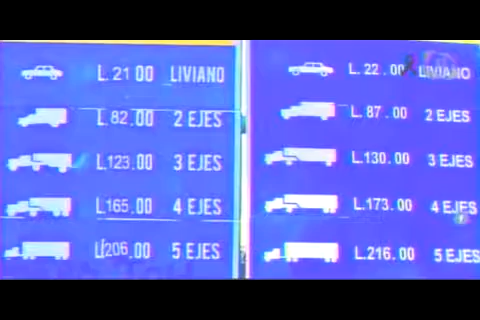 L. 21 00 LIVIANO
L. 82. 00 2 EJES
L. 123. 00 3 EJES
L. 165. 00 4 EJES
L. 206. 00 5 EJES
L. 22 . 00 LIVIANO
L. 87 . 00 2 EJES
L. 130. 00 3 EJES
L. 173. 00 4 EJES
L. 216. 00 5 EJES